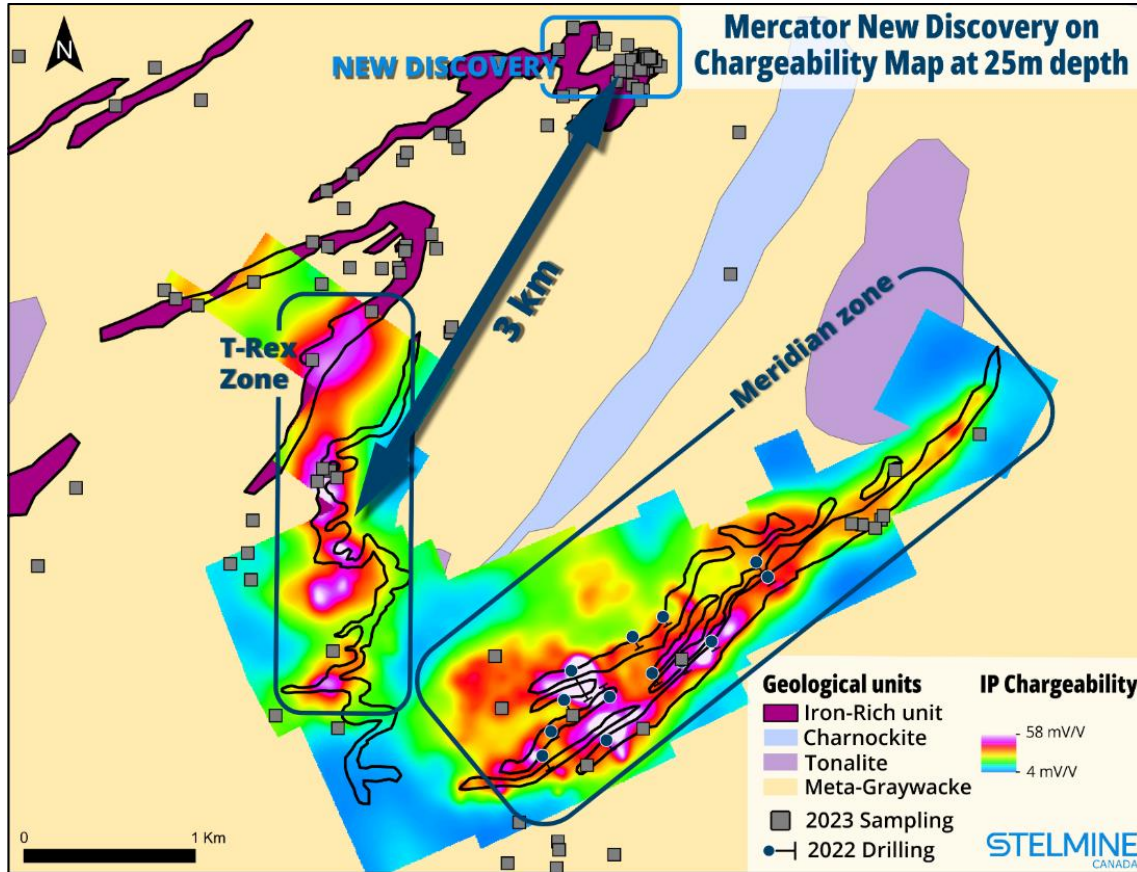 Mercator New Discovery on
Chargeability Map at 25m depth
N
NEW DISCOVERY
3 km
T-Rex
Zone
Meridian zone
Geological units
Iron-Rich unit
Charnockite
Tonalite
Meta-Graywacke
2023 Sampling
2022 Drilling
IP Chargeability
58 mV/V
4 mV/V
0 1 Km
STELMINE
CANADA